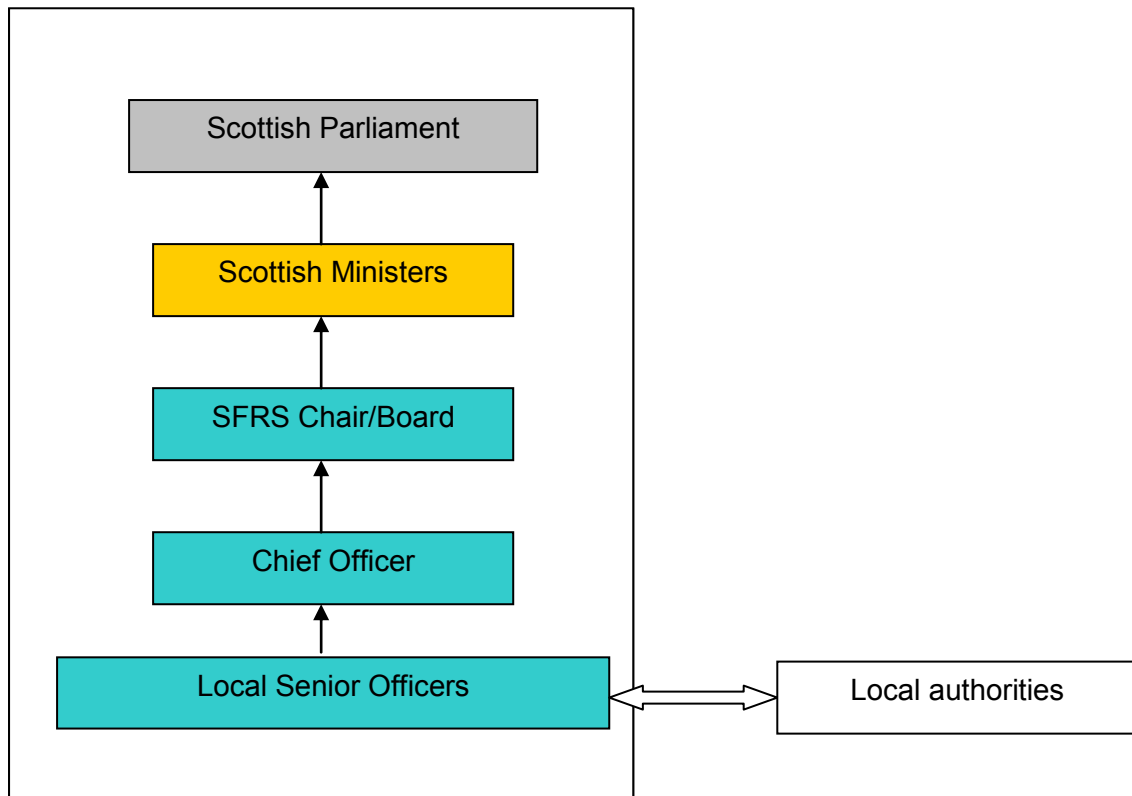 Scottish Parliament
Scottish Ministers
SFRS Chair/Board
Chief Officer
Local Senior Officers
Local authorities